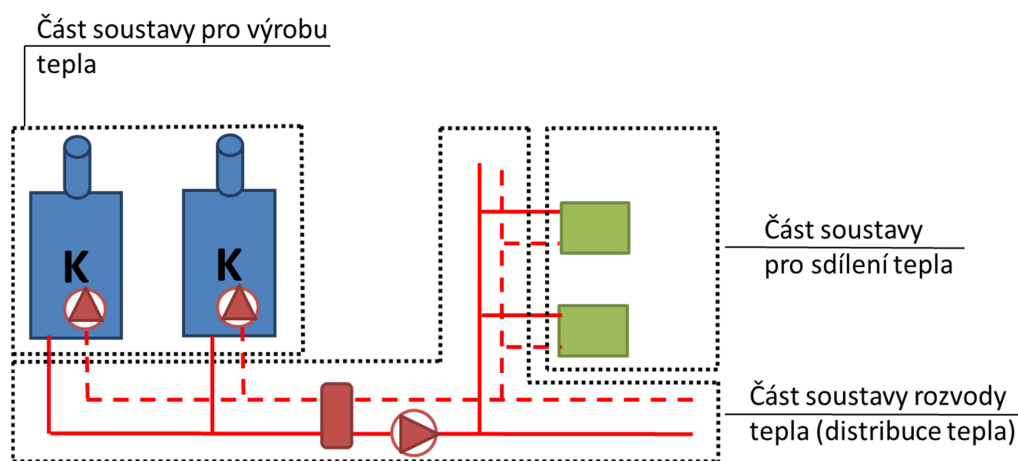 Část soustavy pro výrobu
tepla
K
K
Část soustavy
pro sdílení tepla
Část soustavy rozvody
tepla (distribuce tepla)